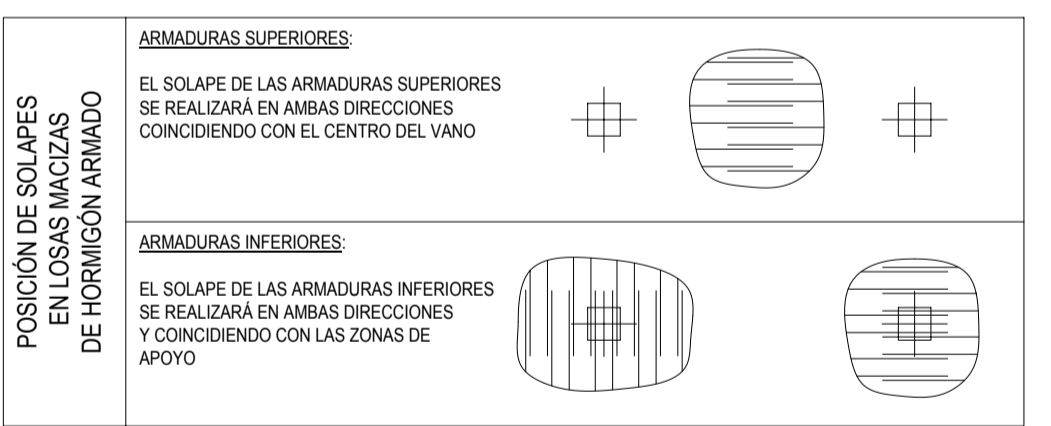 POSICIÓN DE SOLAPES
EN LOSAS MACIZAS
DE HORMIGÓN ARMADO
ARMADURAS SUPERIORES:
EL SOLAPE DE LAS ARMADURAS SUPERIORES
SE REALIZARÁ EN AMBAS DIRECCIONES
COINCIDIENDO CON EL CENTRO DEL VANO
ARMADURAS INFERIORES:
EL SOLAPE DE LAS ARMADURAS INFERIORES
SE REALIZARÁ EN AMBAS DIRECCIONES
Y COINCIDIENDO CON LAS ZONAS DE
APOYO